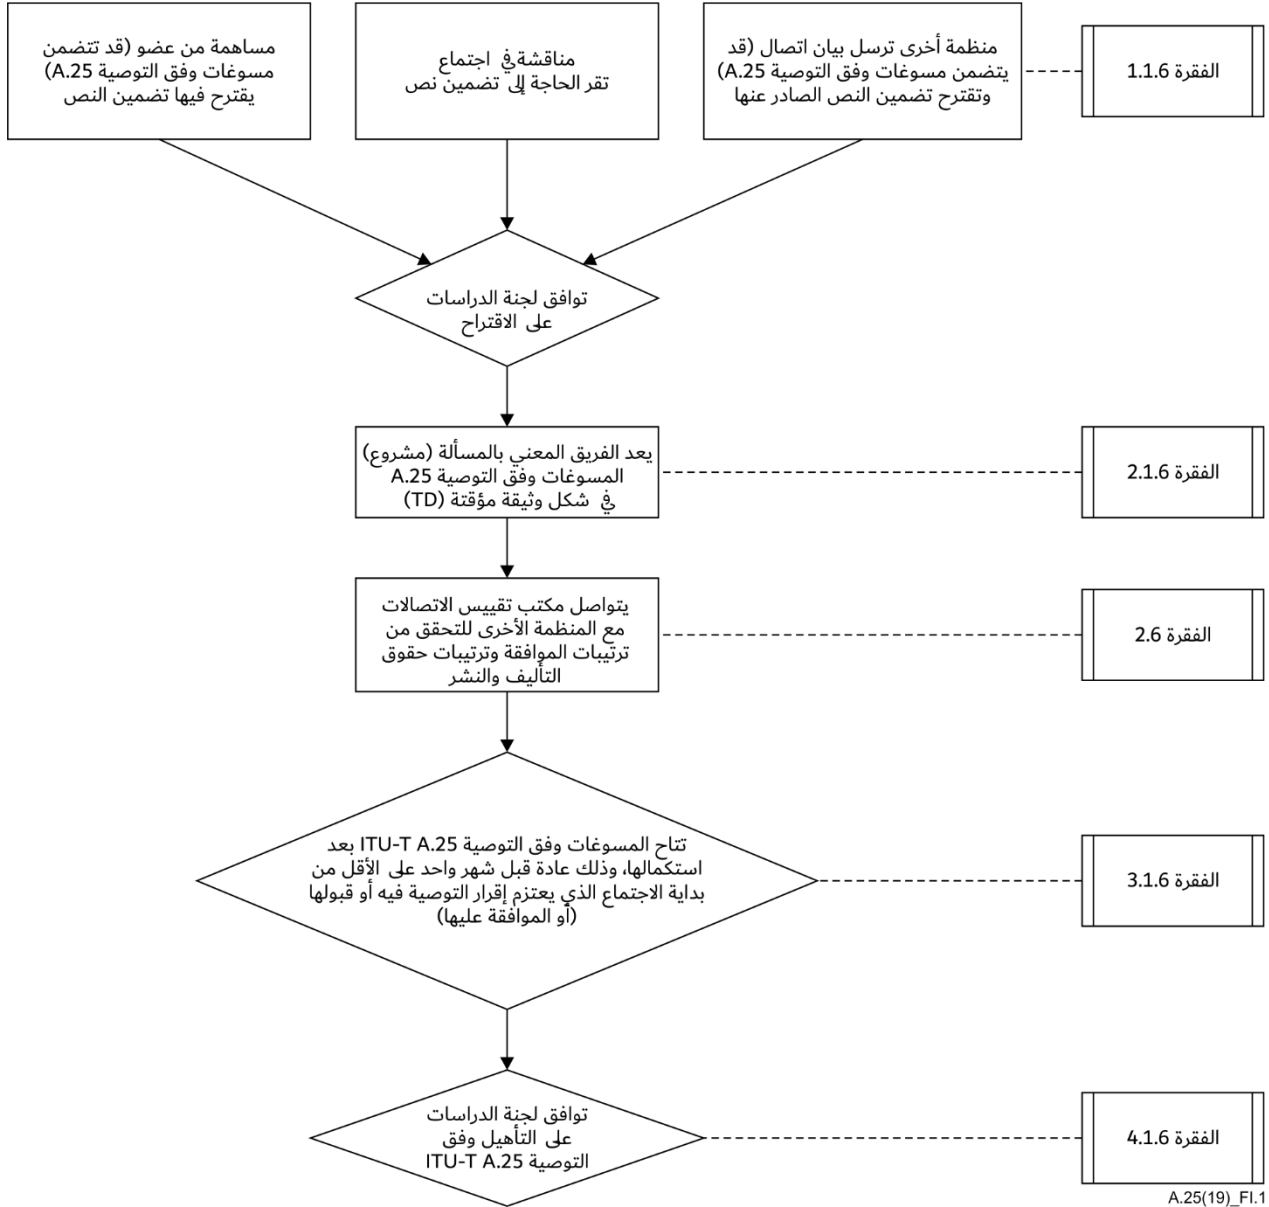 منظمة أخرى ترسل بيان اتصال (قد
يتضمن مسوغات وفق التوصية A.25)
وتقترح تضمين النص الصادر عنها
مناقشة في اجتماع
تقر الحاجة إلى تضمين نص
مساهمة من عضو (قد تتضمن
مسوغات وفق التوصية A.25)
يقترح فيها تضمين النص
الفقرة 1.1.6
توافق لجنة الدراسات
على الاقتراح
يعد الفريق المعني بالمسألة (مشروع)
المسوغات وفق التوصية A.25
في شكل وثيقة مؤقتة (TD)
الفقرة 2.1.6
يتواصل مكتب تقييس الاتصالات
مع المنظمة الأخرى للتحقق من
ترتيبات الموافقة وترتيبات حقوق
التأليف والنشر
الفقرة 2.6
تتاح المسوغات وفق التوصية ITU-T A.25 بعد
استكمالها، وذلك عادة قبل شهر واحد على الأقل من
بداية الاجتماع الذي يعتزم إقرار التوصية فيه أو قبولها
(أو الموافقة عليها)
الفقرة 3.1.6
توافق لجنة الدراسات
على التأهيل وفق
التوصية ITU-T A.25
الفقرة 4.1.6
A.25(19)_FI.1